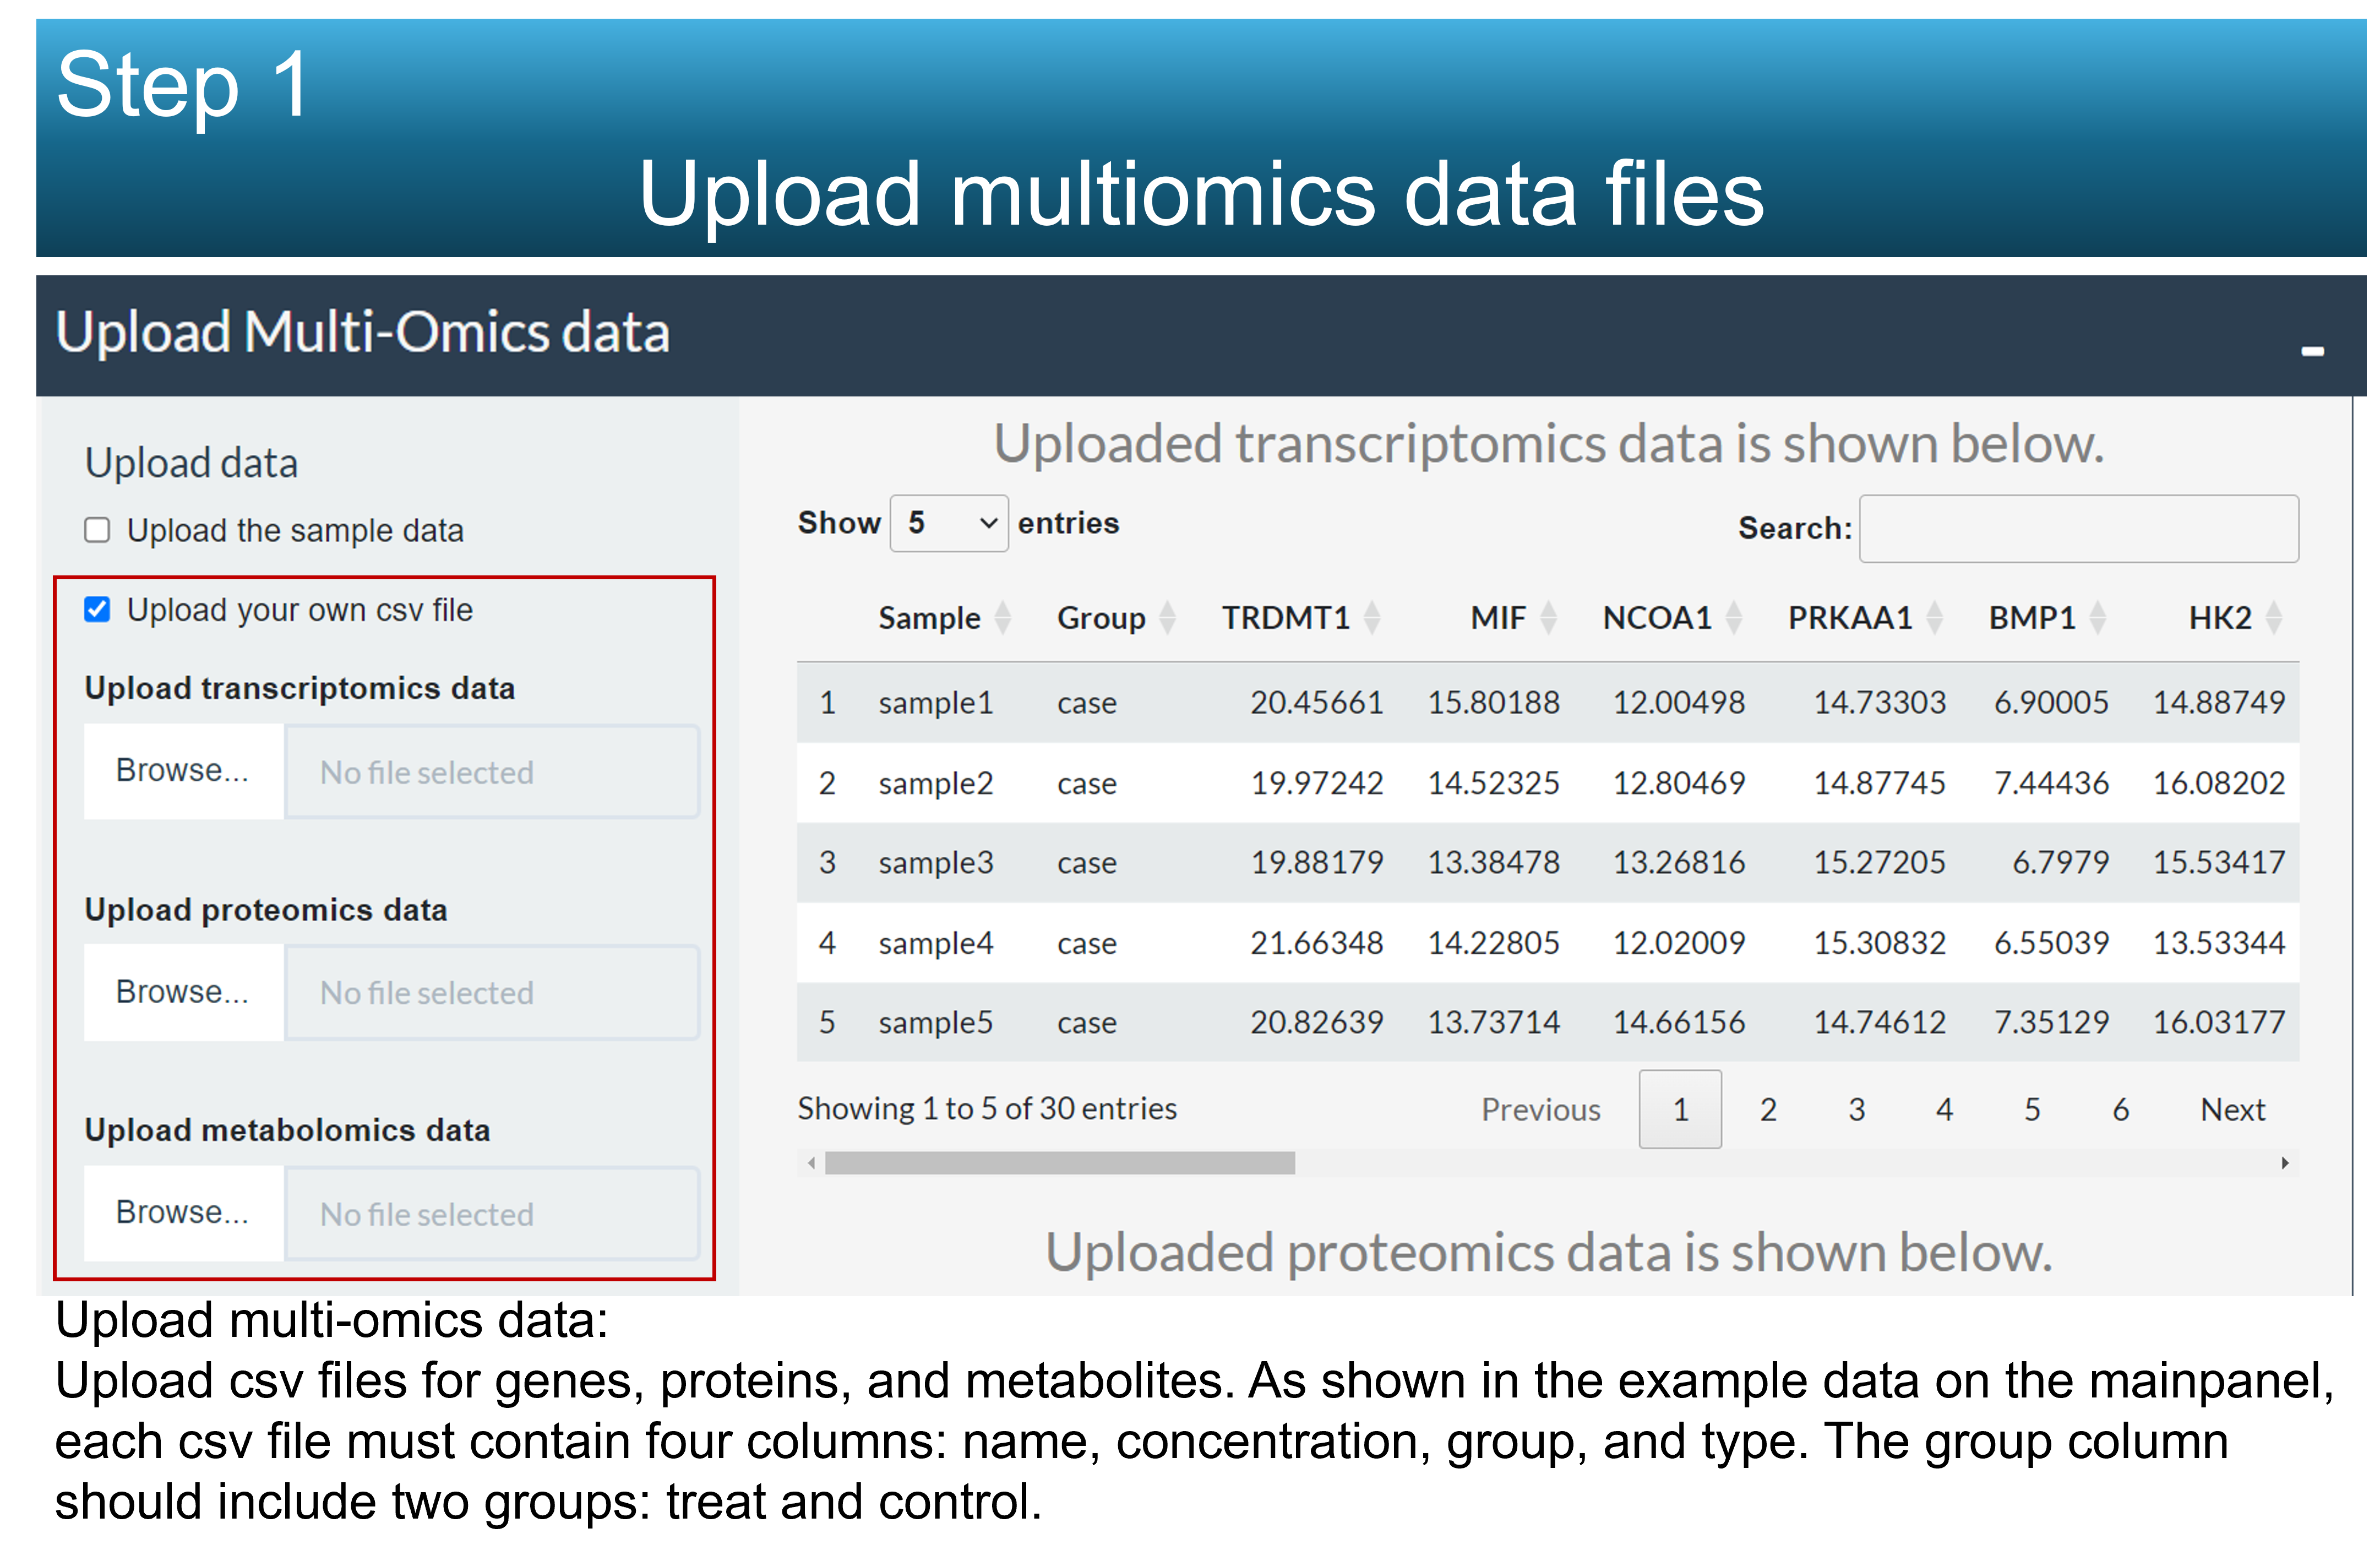 Step 1
Upload multiomics data files
Upload Multi-Omics data
-
Upload data
Upload the sample data
Upload your own csv file
Upload transcriptomics data
Browse... No file selected
Upload proteomics data
Browse... No file selected
Upload metabolomics data
Browse... No file selected
Uploaded transcriptomics data is shown below.
Show 5 entries Search:
Sample Group TRDMT1 MIF NCOA1 PRKAA1 BMP1 HK2
1 sample1 case 20.45661 15.80188 12.00498 14.73303 6.90005 14.88749
2 sample2 case 19.97242 14.52325 12.80469 14.87745 7.44436 16.08202
3 sample3 case 19.88179 13.38478 13.26816 15.27205 6.7979 15.53417
4 sample4 case 21.66348 14.22805 12.02009 15.30832 6.55039 13.53344
5 sample5 case 20.82639 13.73714 14.66156 14.74612 7.35129 16.03177
Showing 1 to 5 of 30 entries Previous 1 2 3 4 5 6 Next
Uploaded proteomics data is shown below.
Upload multi-omics data:
Upload csv files for genes, proteins, and metabolites. As shown in the example data on the mainpanel,
each csv file must contain four columns: name, concentration, group, and type. The group column
should include two groups: treat and control.